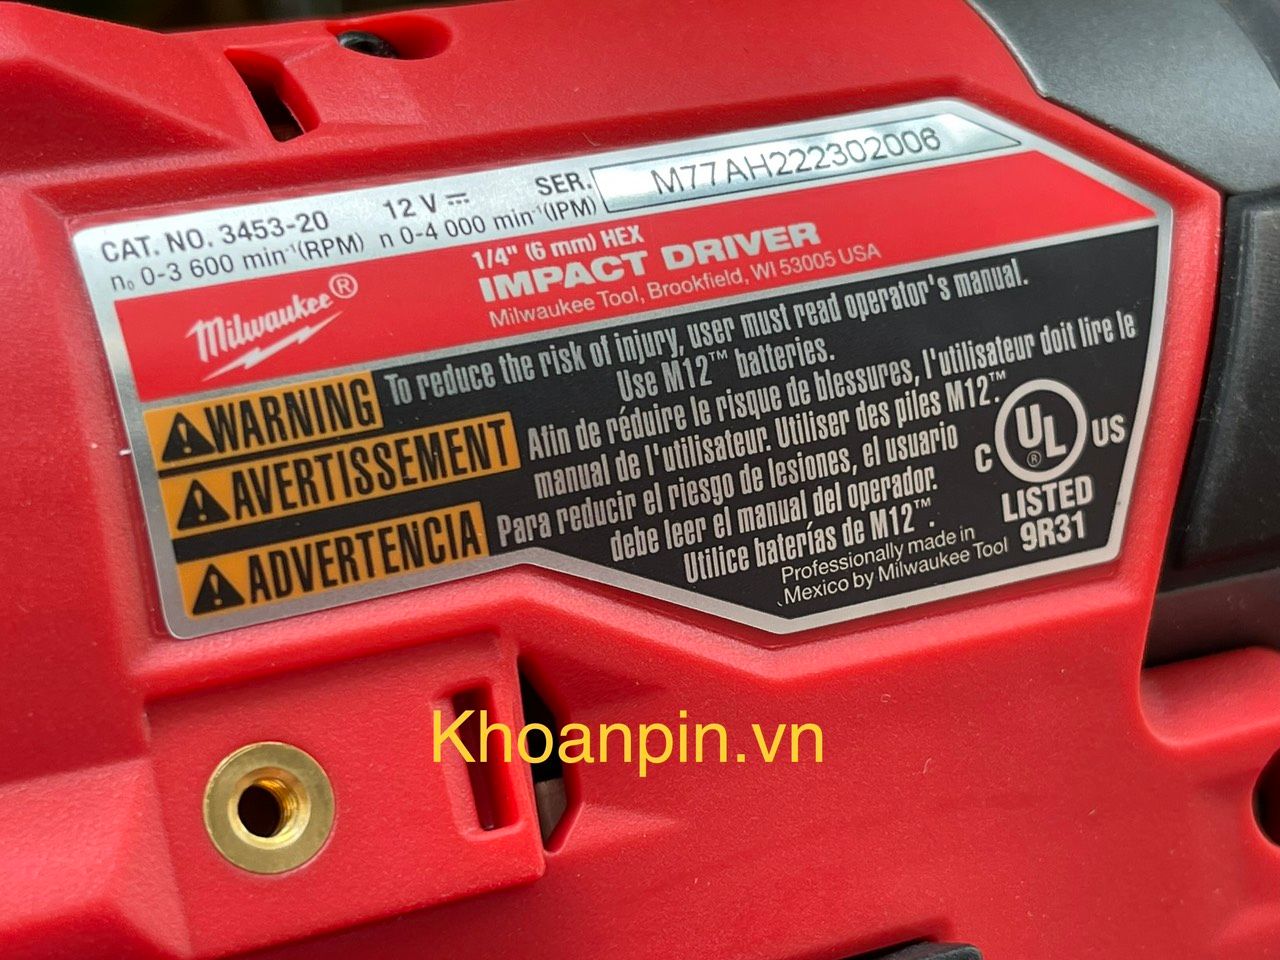 CAT. NO. 3453-20 12 V ⎓ SER. M77AH222302006
n₀ 0-3 600 min⁻¹(RPM) n 0-4 000 min⁻¹(IPM)
Milwaukee®
1/4" (6 mm) HEX
IMPACT DRIVER
Milwaukee Tool, Brookfield, WI 53005 USA
WARNING To reduce the risk of injury, user must read operator's manual.
Use M12™ batteries.
AVERTISSEMENT Afin de réduire le risque de blessures, l'utilisateur doit lire le
manual de l'utilisateur. Utiliser des piles M12™.
ADVERTENCIA Para reducir el riesgo de lesiones, el usuario
debe leer el manual del operador.
Utilice baterías de M12™.
C UL® US
LISTED
9R31
Professionally made in
Mexico by Milwaukee Tool
Khoanpin.vn